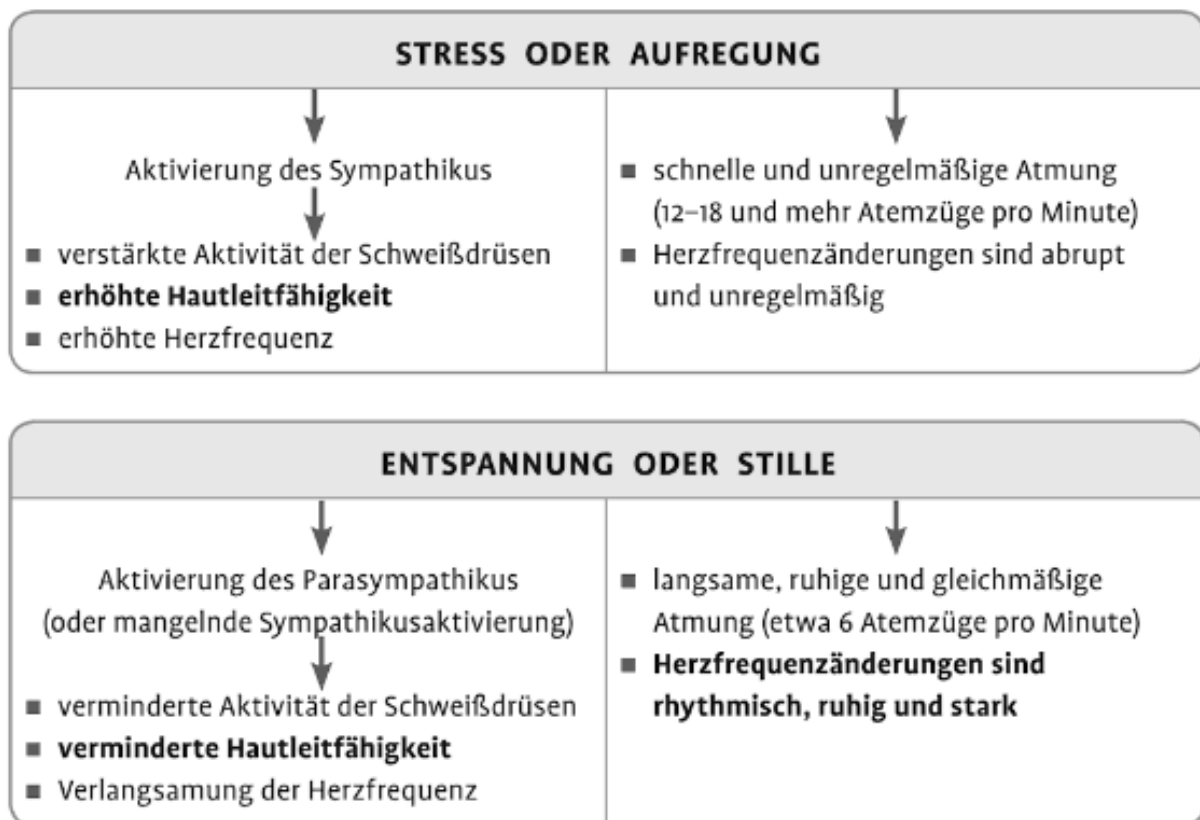 STRESS ODER AUFREGUNG
Aktivierung des Sympathikus
■ verstärkte Aktivität der Schweißdrüsen
■ erhöhte Hautleitfähigkeit
■ erhöhte Herzfrequenz
■ schnelle und unregelmäßige Atmung
(12–18 und mehr Atemzüge pro Minute)
■ Herzfrequenzänderungen sind abrupt
und unregelmäßig
ENTSPANNUNG ODER STILLE
Aktivierung des Parasympathikus
(oder mangelnde Sympathikusaktivierung)
■ verminderte Aktivität der Schweißdrüsen
■ verminderte Hautleitfähigkeit
■ Verlangsamung der Herzfrequenz
■ langsame, ruhige und gleichmäßige
Atmung (etwa 6 Atemzüge pro Minute)
■ Herzfrequenzänderungen sind
rhythmisch, ruhig und stark